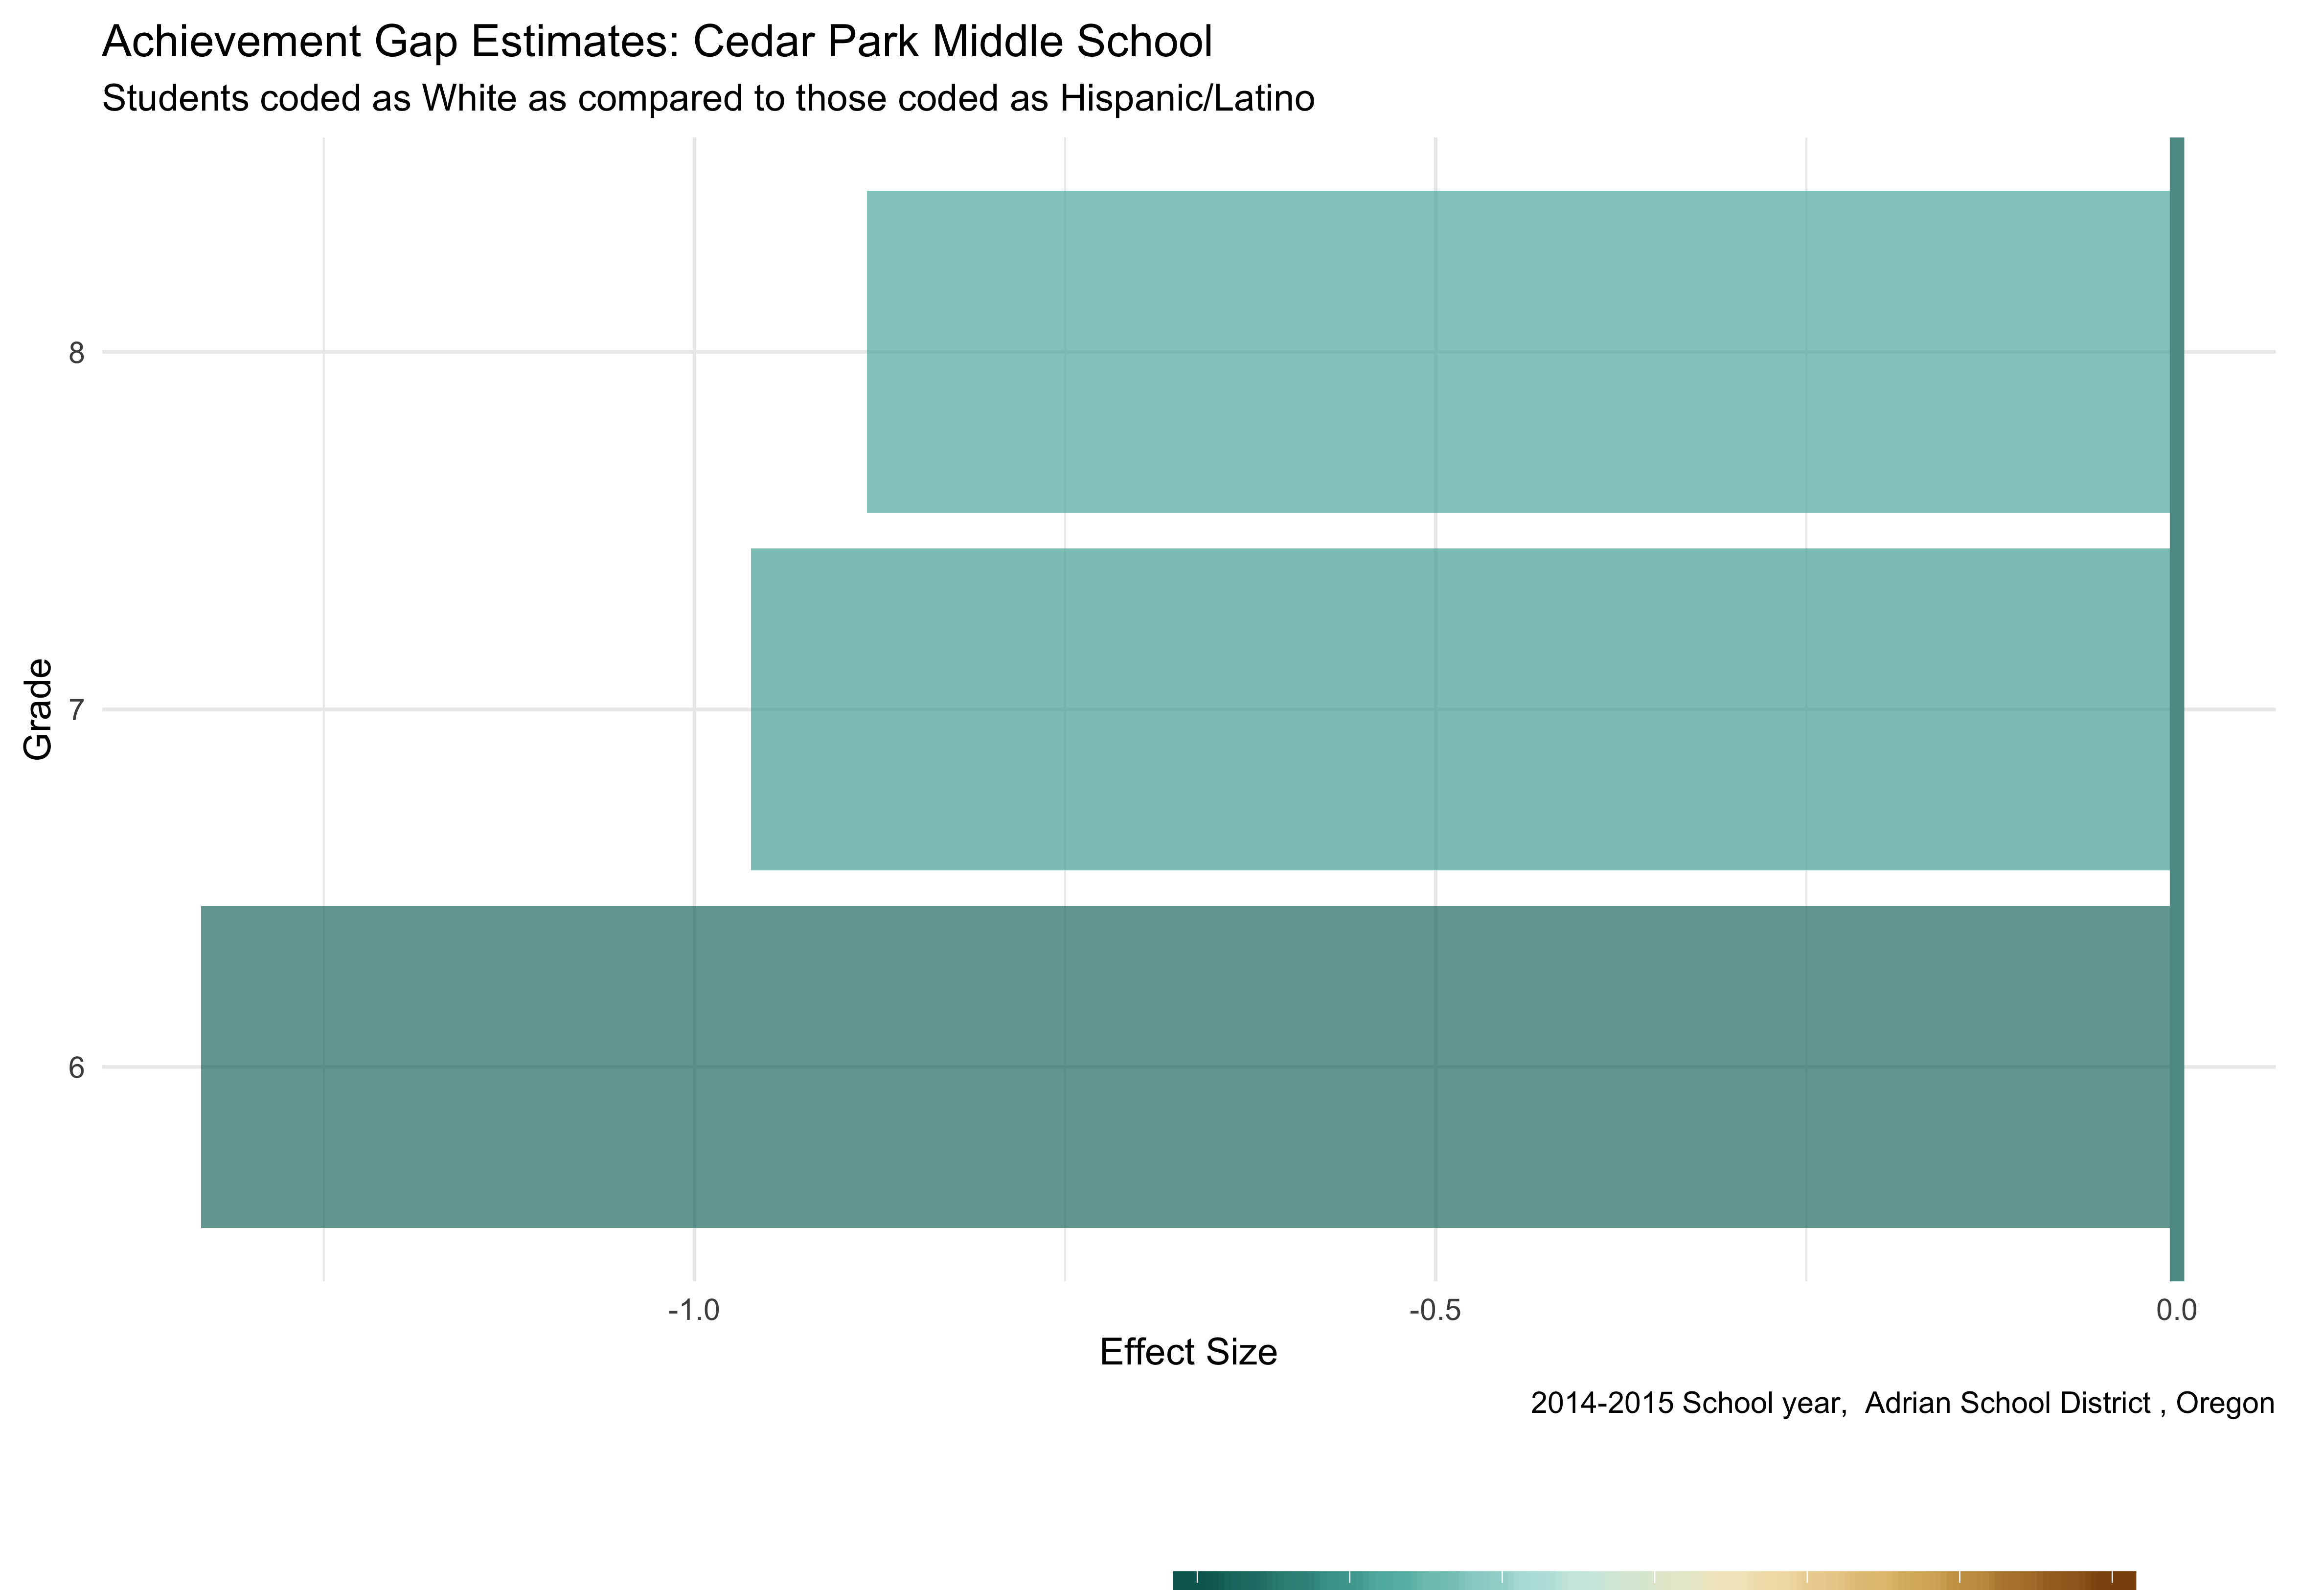 Achievement Gap Estimates: Cedar Park Middle School
Students coded as White as compared to those coded as Hispanic/Latino
8
7
6
Grade
-1.0
-0.5
0.0
Effect Size
2014-2015 School year,  Adrian School District , Oregon